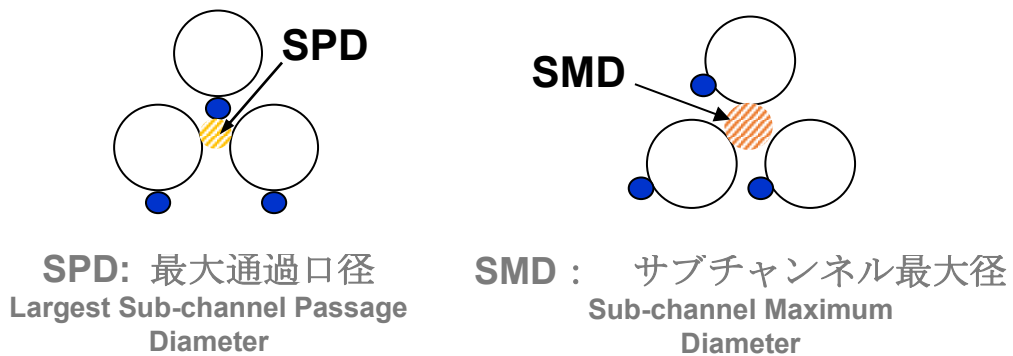 SPD
SMD
SPD: 最大通過口径
Largest Sub-channel Passage
Diameter
SMD： サブチャンネル最大径
Sub-channel Maximum
Diameter